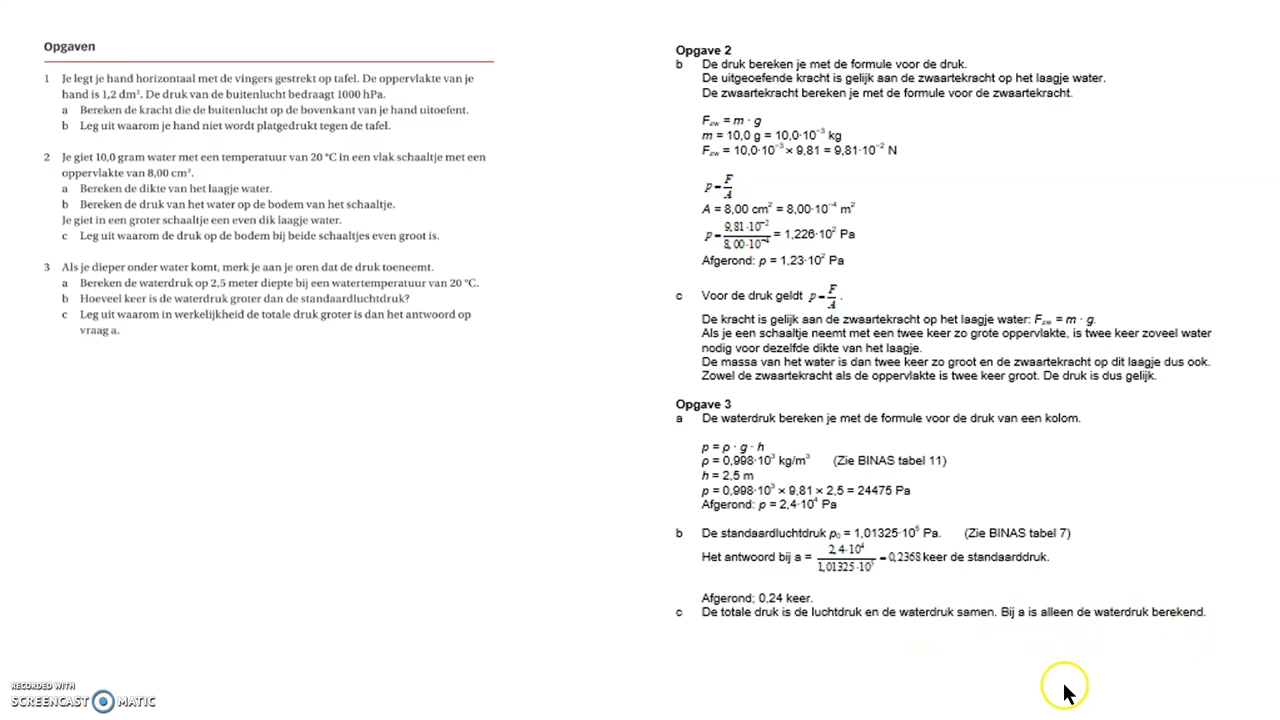 Opgaven
1 Je legt je hand horizontaal met de vingers gestrekt op tafel. De oppervlakte van je
hand is 1,2 dm². De druk van de buitenlucht bedraagt 1000 hPa.
a Bereken de kracht die de buitenlucht op de bovenkant van je hand uitoefent.
b Leg uit waarom je hand niet wordt platgedrukt tegen de tafel.
2 Je giet 10,0 gram water met een temperatuur van 20 °C in een vlak schaaltje met een
oppervlakte van 8,00 cm².
a Bereken de dikte van het laagje water.
b Bereken de druk van het water op de bodem van het schaaltje.
Je giet in een groter schaaltje een even dik laagje water.
c Leg uit waarom de druk op de bodem bij beide schaaltjes even groot is.
3 Als je dieper onder water komt, merk je aan je oren dat de druk toeneemt.
a Bereken de waterdruk op 2,5 meter diepte bij een watertemperatuur van 20 °C.
b Hoeveel keer is de waterdruk groter dan de standaardluchtdruk?
c Leg uit waarom in werkelijkheid de totale druk groter is dan het antwoord op
vraag a.
Opgave 2
b De druk bereken je met de formule voor de druk.
De uitgeoefende kracht is gelijk aan de zwaartekracht op het laagje water.
De zwaartekracht bereken je met de formule voor de zwaartekracht.
F_zw = m · g
m = 10,0 g = 10,0·10⁻³ kg
F_zw = 10,0·10⁻³ × 9,81 = 9,81·10⁻² N
p = F/A
A = 8,00 cm² = 8,00·10⁻⁴ m²
p = 9,81·10⁻²/8,00·10⁻⁴ = 1,226·10² Pa
Afgerond: p = 1,23·10² Pa
c Voor de druk geldt p = F/A .
De kracht is gelijk aan de zwaartekracht op het laagje water: F_zw = m · g.
Als je een schaaltje neemt met een twee keer zo grote oppervlakte, is twee keer zoveel water
nodig voor dezelfde dikte van het laagje.
De massa van het water is dan twee keer zo groot en de zwaartekracht op dit laagje dus ook.
Zowel de zwaartekracht als de oppervlakte is twee keer groot. De druk is dus gelijk.
Opgave 3
a De waterdruk bereken je met de formule voor de druk van een kolom.
p = ρ · g · h
ρ = 0,998·10³ kg/m³ (Zie BINAS tabel 11)
h = 2,5 m
p = 0,998·10³ × 9,81 × 2,5 = 24475 Pa
Afgerond: p = 2,4·10⁴ Pa
b De standaardluchtdruk p₀ = 1,01325·10⁵ Pa. (Zie BINAS tabel 7)
Het antwoord bij a = 2,4·10⁴/1,01325·10⁵ = 0,2368 keer de standaarddruk.
Afgerond; 0,24 keer.
c De totale druk is de luchtdruk en de waterdruk samen. Bij a is alleen de waterdruk berekend.
RECORDED WITH
SCREENCAST MATIC